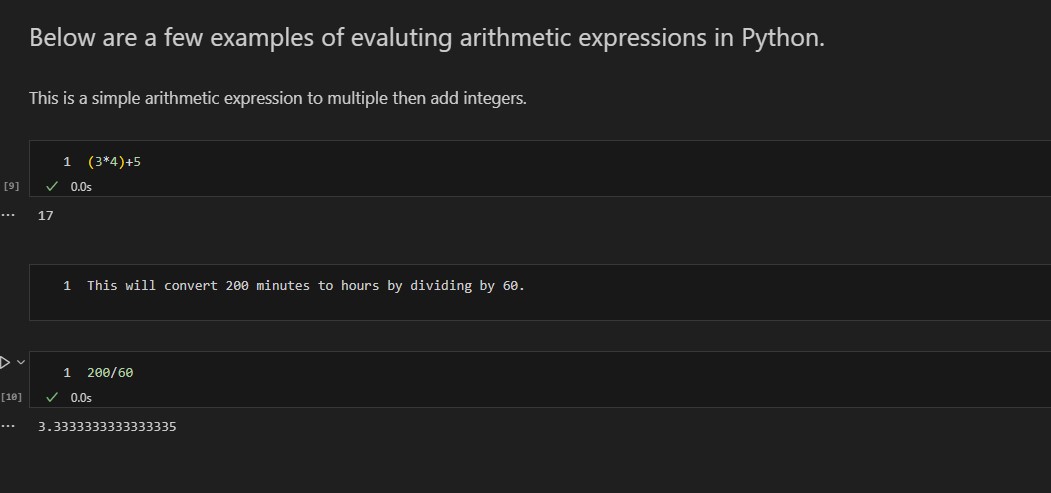 Below are a few examples of evaluting arithmetic expressions in Python.
This is a simple arithmetic expression to multiple then add integers.
1 (3*4)+5
[9] ✓ 0.0s
... 17
1 This will convert 200 minutes to hours by dividing by 60.
1 200/60
[10] ✓ 0.0s
... 3.3333333333333335